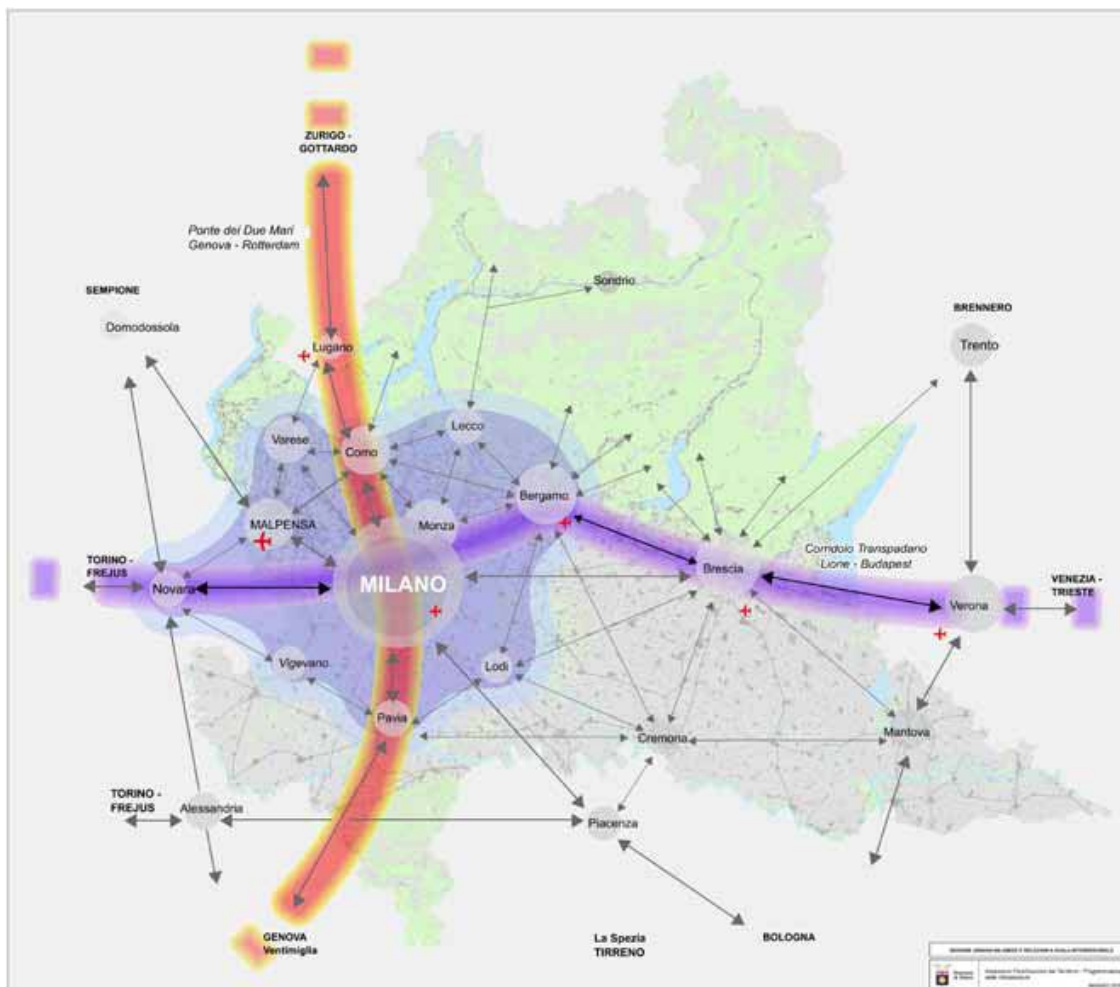 ZURIGO -
GOTTARDO
Ponte dei Due Mari
Genova - Rotterdam
SEMPIONE
Domodossola
Sondrio
BRENNERO
Trento
Lugano
Varese
Como
Lecco
Bergamo
MALPENSA
Monza
TORINO -
FREJUS
Novara
MILANO
Brescia
Corridoio Transpadano
Lione - Budapest
Verona
VENEZIA -
TRIESTE
Vigevano
Lodi
Pavia
Cremona
Mantova
TORINO -
FREJUS
Alessandria
Piacenza
GENOVA
Ventimiglia
La Spezia
TIRRENO
BOLOGNA